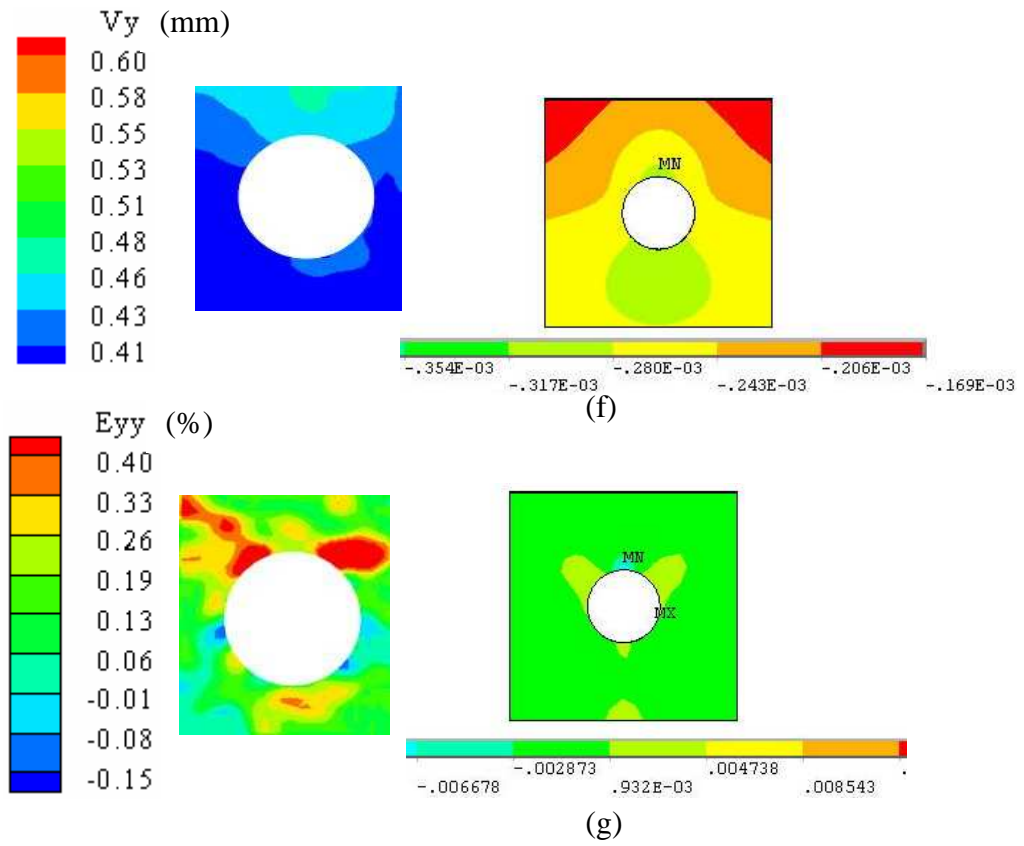 Vy (mm)
0.60
0.58
0.55
0.53
0.51
0.48
0.46
0.43
0.41
MN
-.354E-03
-.317E-03
-.280E-03
-.243E-03
-.206E-03
-.169E-03
(f)
Eyy (%)
0.40
0.33
0.26
0.19
0.13
0.06
-0.01
-0.08
-0.15
MN
MX
-.006678
-.002873
.932E-03
.004738
.008543
.
(g)